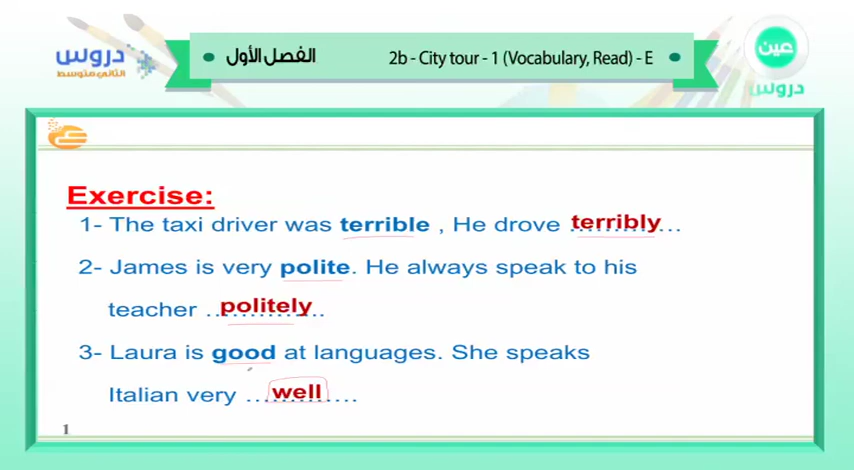 دروس
الثاني متوسط
الفصل الأول
2b - City tour - 1 (Vocabulary, Read) - E
عين
دروس
Exercise:
1- The taxi driver was terrible , He drove terribly
2- James is very polite. He always speak to his
teacher politely
3- Laura is good at languages. She speaks
Italian very well
1